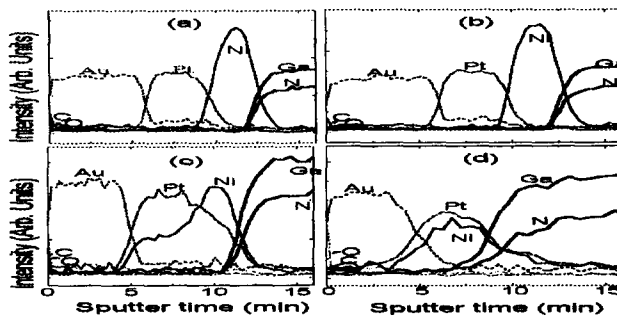 (a)
Au
Pt
Ni
Ga
N
C
O
(b)
Au
Pt
Ni
Ga
N
Intensity (Arb. Units)
(c)
Au
Pt
Ni
Ga
N
C
O
(d)
Au
Pt
Ni
Ga
N
Intensity (Arb. Units)
0 5 10 15
0 5 10 15
Sputter time (min)
Sputter time (min)